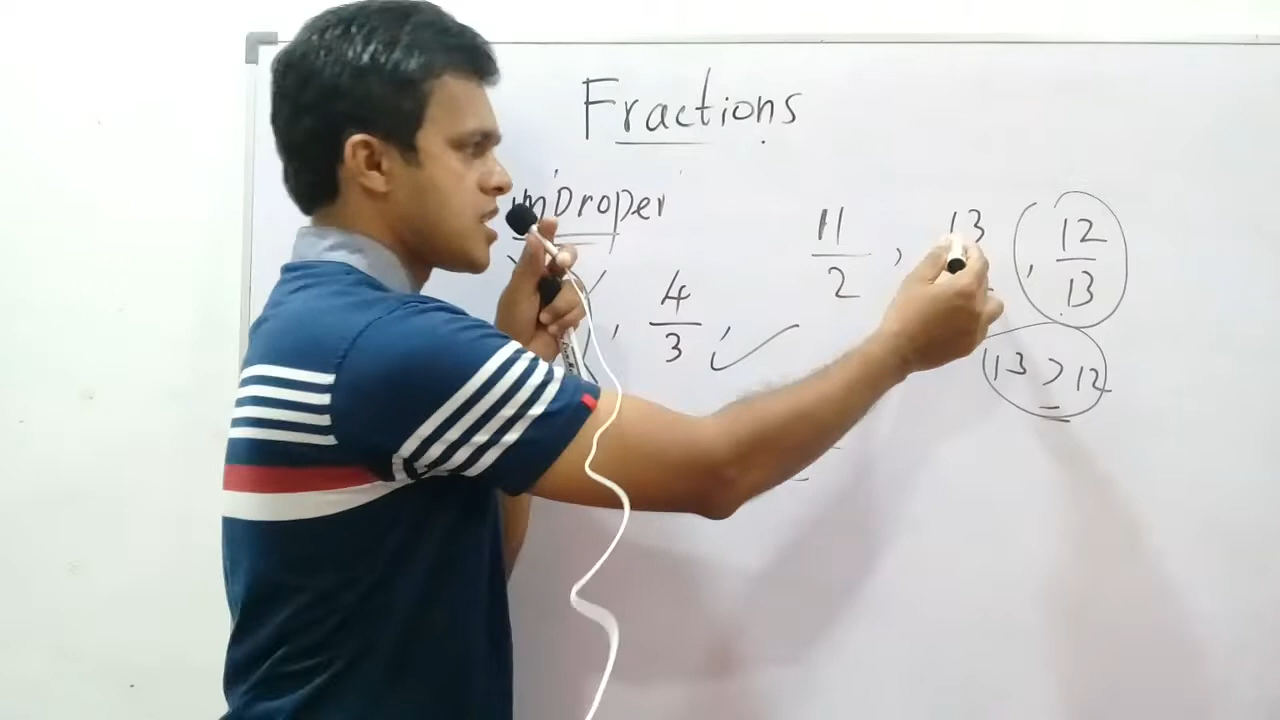 Fractions
improper
11/2 , 13 , 12/13
, 4/3 ,
13 > 12